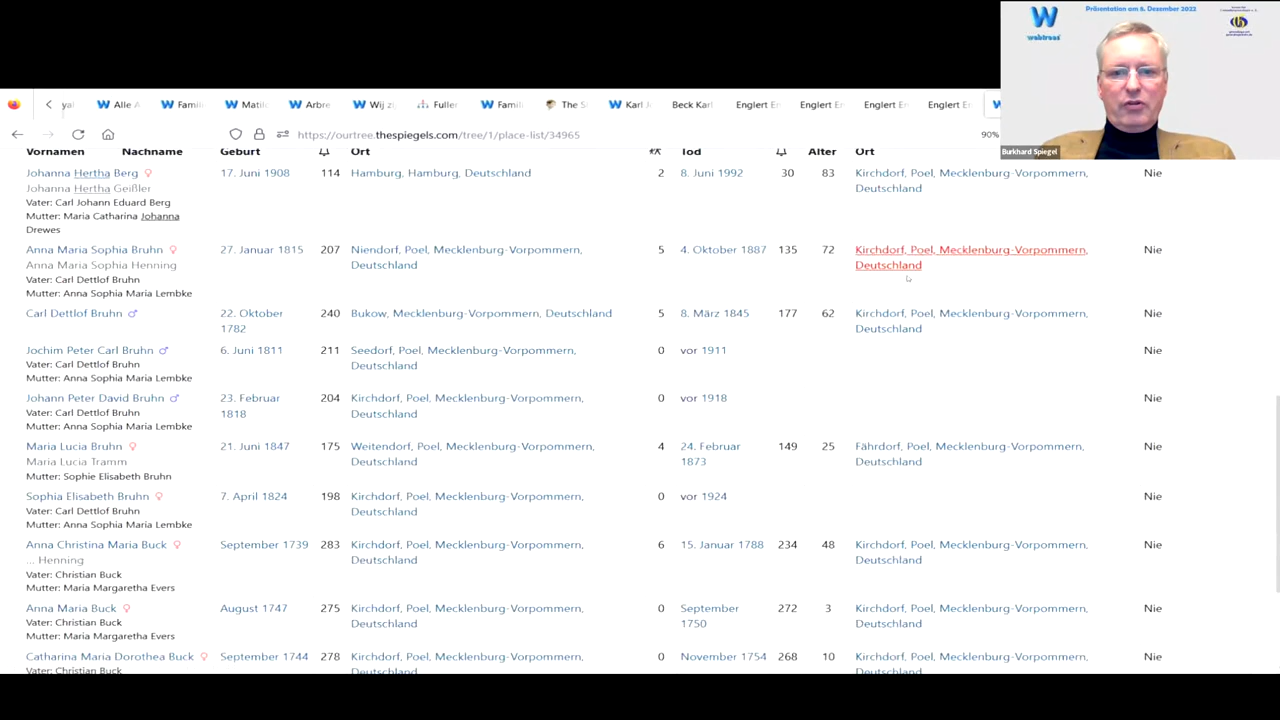 Präsentation am 6. Dezember 2022
webtrees
Burkhard Spiegel
Alle A
Famili
Matil
Arbre
Wij zi
Fuller
Famil
The S
Karl J
Beck Karl
Englert En
Englert En
Englert En
Englert En
https://ourtree.thespiegels.com/tree/1/place-list/34965
90%
Vornamen Nachname Geburt Ort Tod Alter Ort
Johanna Hertha Berg ♀ 17. Juni 1908 114 Hamburg, Hamburg, Deutschland 2 8. Juni 1992 30 83 Kirchdorf, Poel, Mecklenburg-Vorpommern, Nie
Johanna Hertha Geißler Deutschland
Vater: Carl Johann Eduard Berg
Mutter: Maria Catharina Johanna
Drewes
Anna Maria Sophia Bruhn ♀ 27. Januar 1815 207 Niendorf, Poel, Mecklenburg-Vorpommern, 5 4. Oktober 1887 135 72 Kirchdorf, Poel, Mecklenburg-Vorpommern, Nie
Anna Maria Sophia Henning Deutschland Deutschland
Vater: Carl Dettlof Bruhn
Mutter: Anna Sophia Maria Lembke
Carl Dettlof Bruhn ♂ 22. Oktober 240 Bukow, Mecklenburg-Vorpommern, Deutschland 5 8. März 1845 177 62 Kirchdorf, Poel, Mecklenburg-Vorpommern, Nie
1782 Deutschland
Jochim Peter Carl Bruhn ♂ 6. Juni 1811 211 Seedorf, Poel, Mecklenburg-Vorpommern, 0 vor 1911 Nie
Vater: Carl Dettlof Bruhn Deutschland
Mutter: Anna Sophia Maria Lembke
Johann Peter David Bruhn ♂ 23. Februar 204 Kirchdorf, Poel, Mecklenburg-Vorpommern, 0 vor 1918 Nie
Vater: Carl Dettlof Bruhn 1818 Deutschland
Mutter: Anna Sophia Maria Lembke
Maria Lucia Bruhn ♀ 21. Juni 1847 175 Weitendorf, Poel, Mecklenburg-Vorpommern, 4 24. Februar 149 25 Fährdorf, Poel, Mecklenburg-Vorpommern, Nie
Maria Lucia Tramm Deutschland 1873 Deutschland
Mutter: Sophie Elisabeth Bruhn
Sophia Elisabeth Bruhn ♀ 7. April 1824 198 Kirchdorf, Poel, Mecklenburg-Vorpommern, 0 vor 1924 Nie
Vater: Carl Dettlof Bruhn Deutschland
Mutter: Anna Sophia Maria Lembke
Anna Christina Maria Buck ♀ September 1739 283 Kirchdorf, Poel, Mecklenburg-Vorpommern, 6 15. Januar 1788 234 48 Kirchdorf, Poel, Mecklenburg-Vorpommern, Nie
... Henning Deutschland Deutschland
Vater: Christian Buck
Mutter: Maria Margaretha Evers
Anna Maria Buck ♀ August 1747 275 Kirchdorf, Poel, Mecklenburg-Vorpommern, 0 September 272 3 Kirchdorf, Poel, Mecklenburg-Vorpommern, Nie
Vater: Christian Buck Deutschland 1750 Deutschland
Mutter: Maria Margaretha Evers
Catharina Maria Dorothea Buck ♀ September 1744 278 Kirchdorf, Poel, Mecklenburg-Vorpommern, 0 November 1754 268 10 Kirchdorf, Poel, Mecklenburg-Vorpommern, Nie
Vater: Christian Buck Deutschland Deutschland